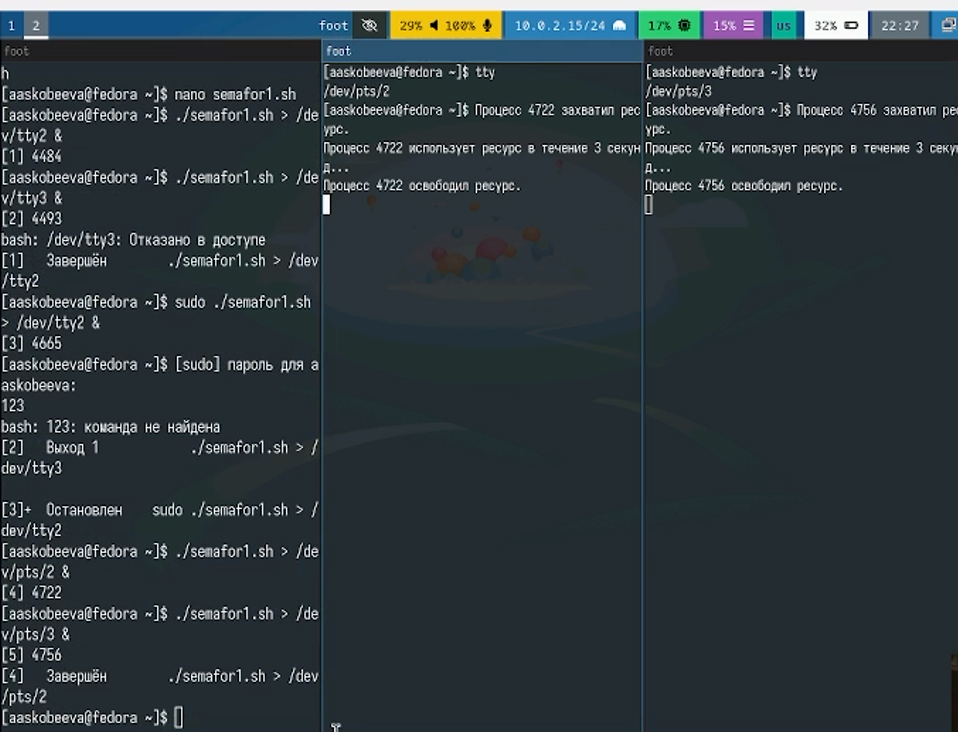 1 2 foot 29% 100% 10.0.2.15/24 17% 15% us 32% 22:27
foot
h
[aaskobeeva@fedora ~]$ nano semafor1.sh
[aaskobeeva@fedora ~]$ ./semafor1.sh > /de
v/tty2 &
[1] 4484
[aaskobeeva@fedora ~]$ ./semafor1.sh > /de
v/tty3 &
[2] 4493
bash: /dev/tty3: Отказано в доступе
[1] Завершён ./semafor1.sh > /dev
/tty2
[aaskobeeva@fedora ~]$ sudo ./semafor1.sh
> /dev/tty2 &
[3] 4665
[aaskobeeva@fedora ~]$ [sudo] пароль для a
askobeeva:
123
bash: 123: команда не найдена
[2] Выход 1 ./semafor1.sh > /
dev/tty3
[3]+ Остановлен sudo ./semafor1.sh > /
dev/tty2
[aaskobeeva@fedora ~]$ ./semafor1.sh > /de
v/pts/2 &
[4] 4722
[aaskobeeva@fedora ~]$ ./semafor1.sh > /de
v/pts/3 &
[5] 4756
[4] Завершён ./semafor1.sh > /dev
/pts/2
[aaskobeeva@fedora ~]$
foot
[aaskobeeva@fedora ~]$ tty
/dev/pts/2
[aaskobeeva@fedora ~]$ Процесс 4722 захватил рес
урс.
Процесс 4722 использует ресурс в течение 3 секун
д...
Процесс 4722 освободил ресурс.
foot
[aaskobeeva@fedora ~]$ tty
/dev/pts/3
[aaskobeeva@fedora ~]$ Процесс 4756 захватил рес
урс.
Процесс 4756 использует ресурс в течение 3 секу
д...
Процесс 4756 освободил ресурс.